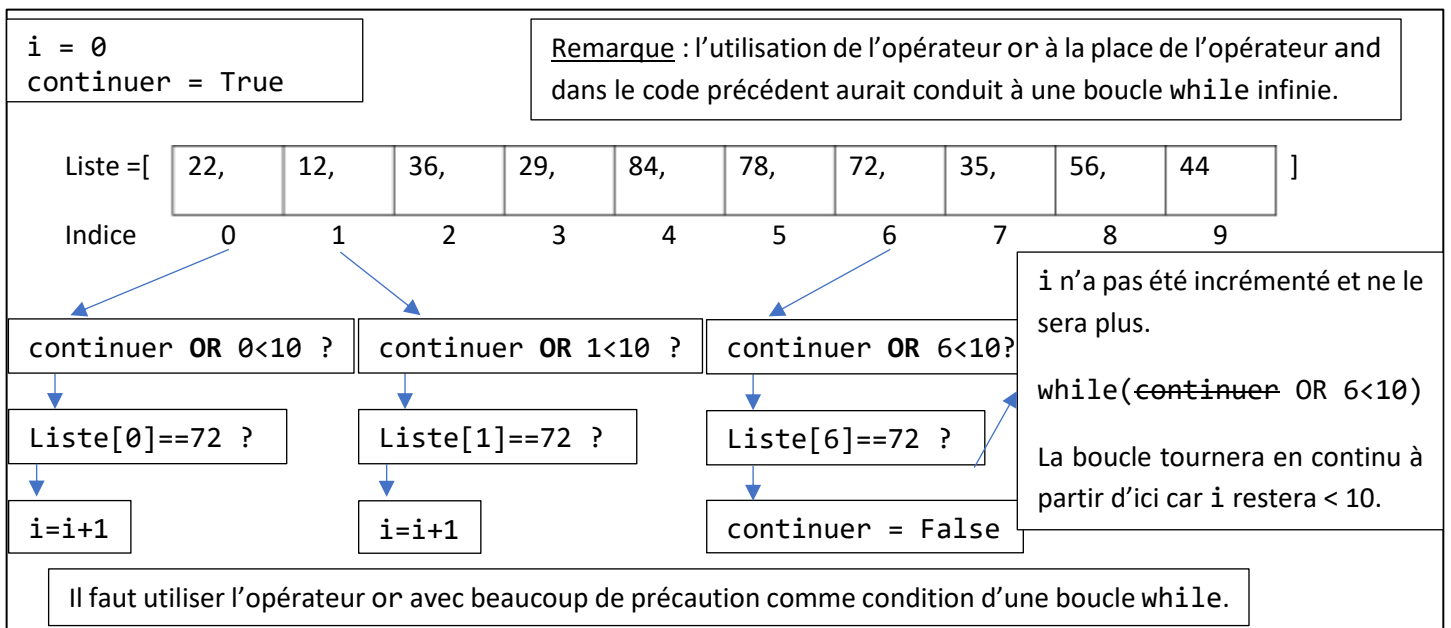 i = 0
continuer = True
Remarque : l’utilisation de l’opérateur or à la place de l’opérateur and
dans le code précédent aurait conduit à une boucle while infinie.
Liste =[ 22, 12, 36, 29, 84, 78, 72, 35, 56, 44 ]
Indice 0 1 2 3 4 5 6 7 8 9
continuer OR 0<10 ?
Liste[0]==72 ?
i=i+1
continuer OR 1<10 ?
Liste[1]==72 ?
i=i+1
continuer OR 6<10?
Liste[6]==72 ?
continuer = False
i n’a pas été incrémenté et ne le
sera plus.
while(continuer OR 6<10)
La boucle tournera en continu à
partir d’ici car i restera < 10.
Il faut utiliser l’opérateur or avec beaucoup de précaution comme condition d’une boucle while.